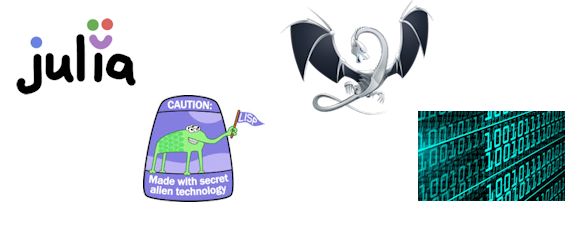 julia
CAUTION:
LISP
Made with secret
alien technology